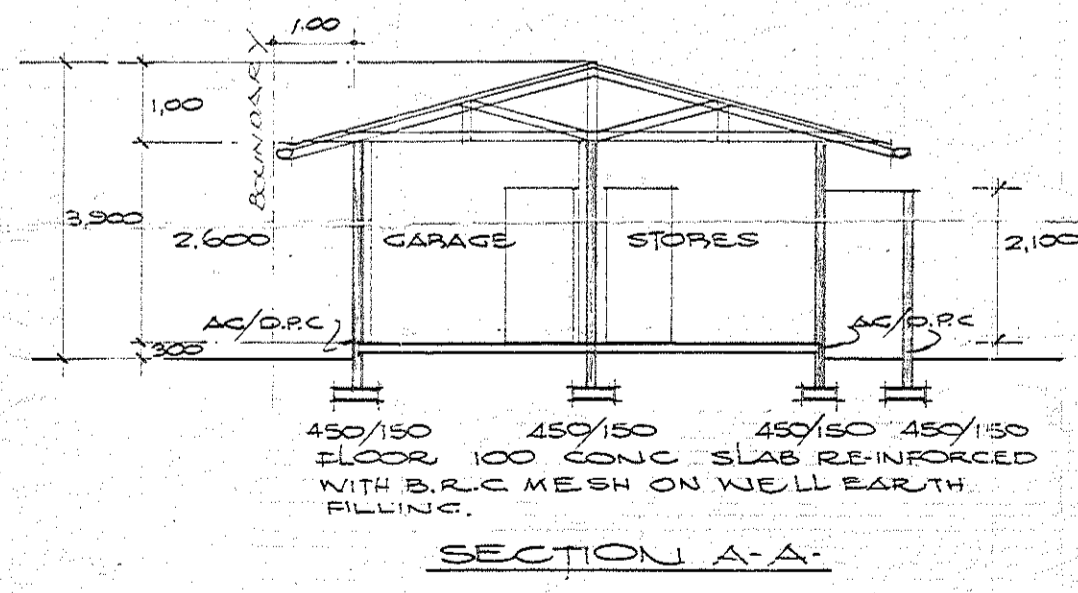 1.00
BOUNDARY
1,00
3,900
2.600
GARAGE
STORES
2,100
AC/D.P.C
AC/D.P.C
300
450/150 450/150 450/150 450/150
FLOOR 100 CONC SLAB RE-INFORCED
WITH B.R.C MESH ON WELL EARTH
FILLING.
SECTION A-A-